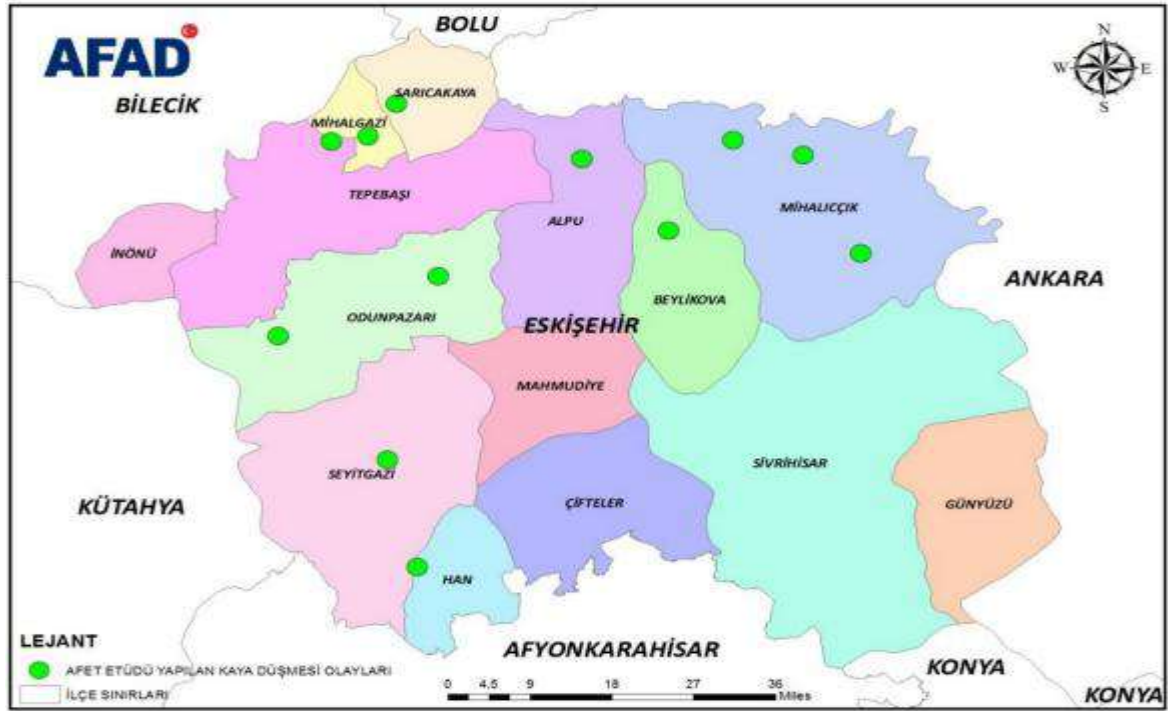 BOLU
AFAD
N
W E
S
BİLECİK
SARICAKAYA
MİHALGAZİ
TEPEBAŞI
ALPU
MİHALICÇIK
İNÖNÜ
ANKARA
BEYLİKOVA
ODUNPAZARI
ESKİŞEHİR
MAHMUDİYE
SEYİTGAZİ
SİVRİHİSAR
KÜTAHYA
ÇİFTELER
GÜNYÜZÜ
HAN
LEJANT
AFYONKARAHİSAR
AFET ETÜDÜ YAPILAN KAYA DÜŞMESİ OLAYLARI
KONYA
İLÇE SINIRLARI
0 4.5 9 18 27 36
Miles
KONYA